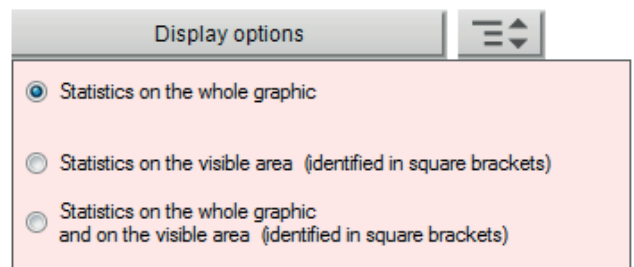 Display options
Statistics on the whole graphic
Statistics on the visible area (identified in square brackets)
Statistics on the whole graphic
and on the visible area (identified in square brackets)